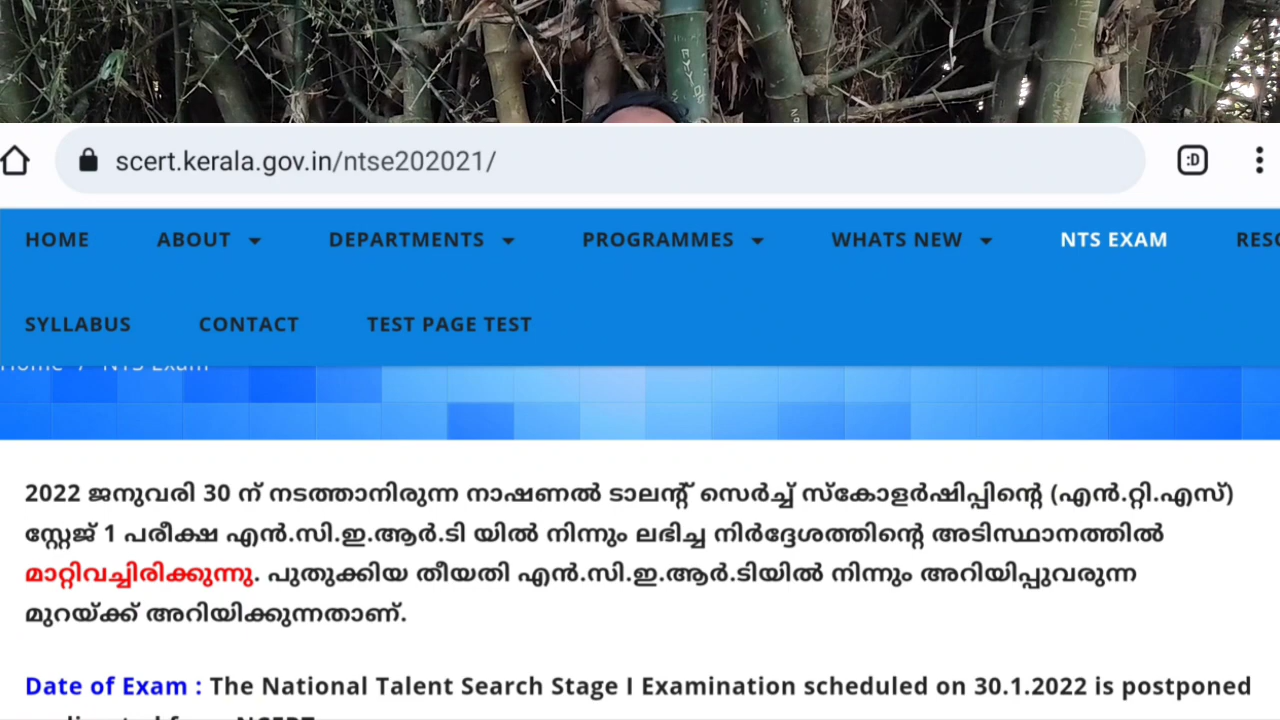 scert.kerala.gov.in/ntse202021/
:D
HOME ABOUT DEPARTMENTS PROGRAMMES WHATS NEW NTS EXAM
SYLLABUS CONTACT TEST PAGE TEST
Home / NTS Exam
2022 ജനുവരി 30 ന് നടത്താനിരുന്ന നാഷണൽ ടാലന്റ് സെർച്ച് സ്കോളർഷിപ്പിന്റെ (എൻ.റ്റി.എസ്)
സ്റ്റേജ് 1 പരീക്ഷ എൻ.സി.ഇ.ആർ.ടി യിൽ നിന്നും ലഭിച്ച നിർദ്ദേശത്തിന്റെ അടിസ്ഥാനത്തിൽ
മാറ്റിവച്ചിരിക്കുന്നു. പുതുക്കിയ തീയതി എൻ.സി.ഇ.ആർ.ടിയിൽ നിന്നും അറിയിപ്പുവരുന്ന
മുറയ്ക്ക് അറിയിക്കുന്നതാണ്.
Date of Exam : The National Talent Search Stage I Examination scheduled on 30.1.2022 is postponed